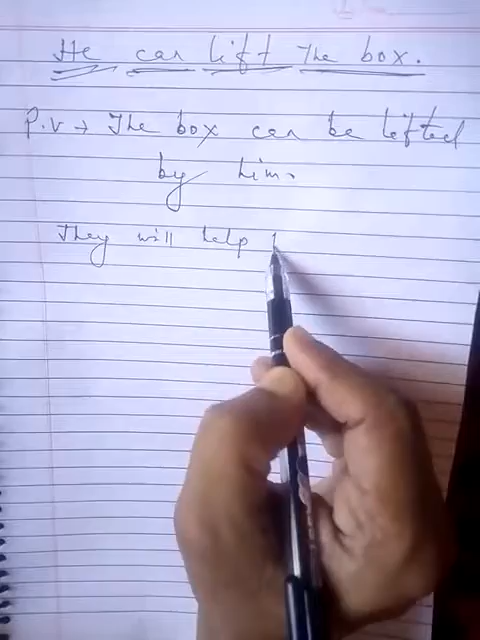 He can lift The box.
P.V → The box can be lifted
by him.
They will help